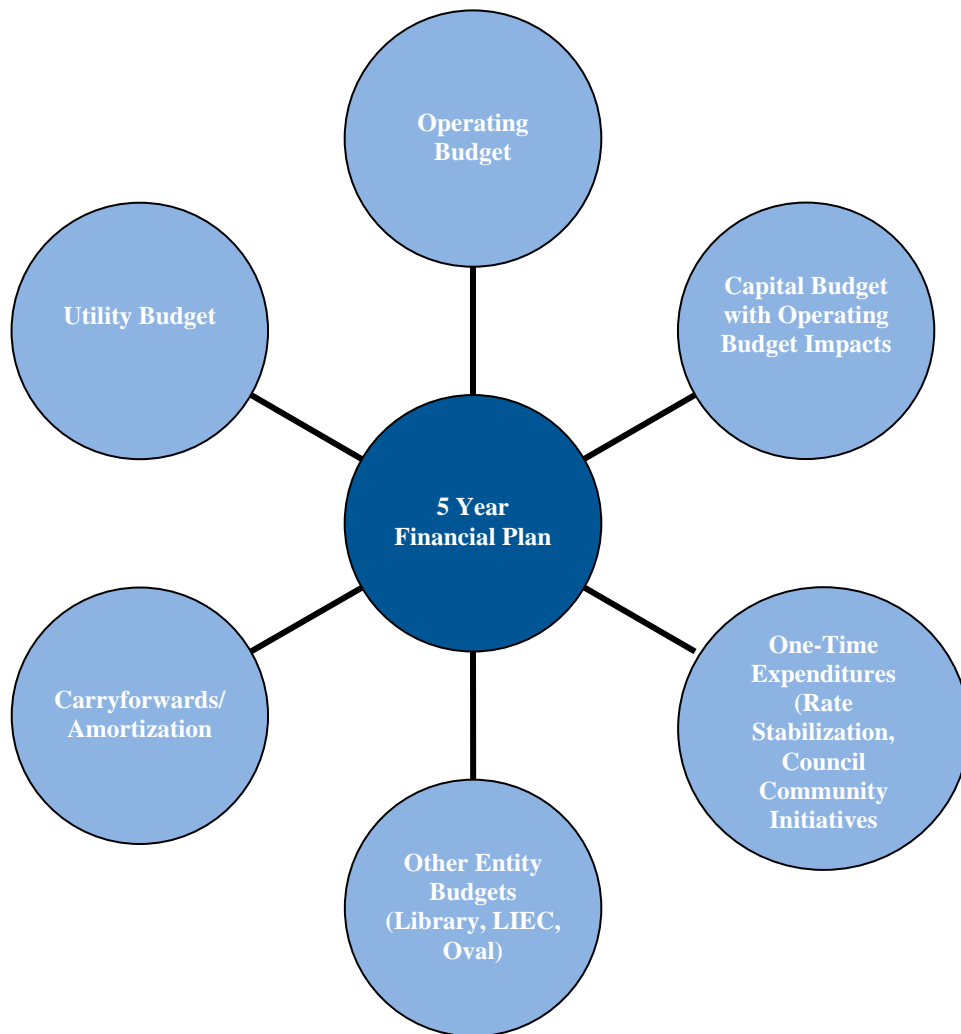 Operating
Budget
Utility Budget
Capital Budget
with Operating
Budget Impacts
5 Year
Financial Plan
Carryforwards/
Amortization
One-Time
Expenditures
(Rate
Stabilization,
Council
Community
Initiatives
Other Entity
Budgets
(Library, LIEC,
Oval)